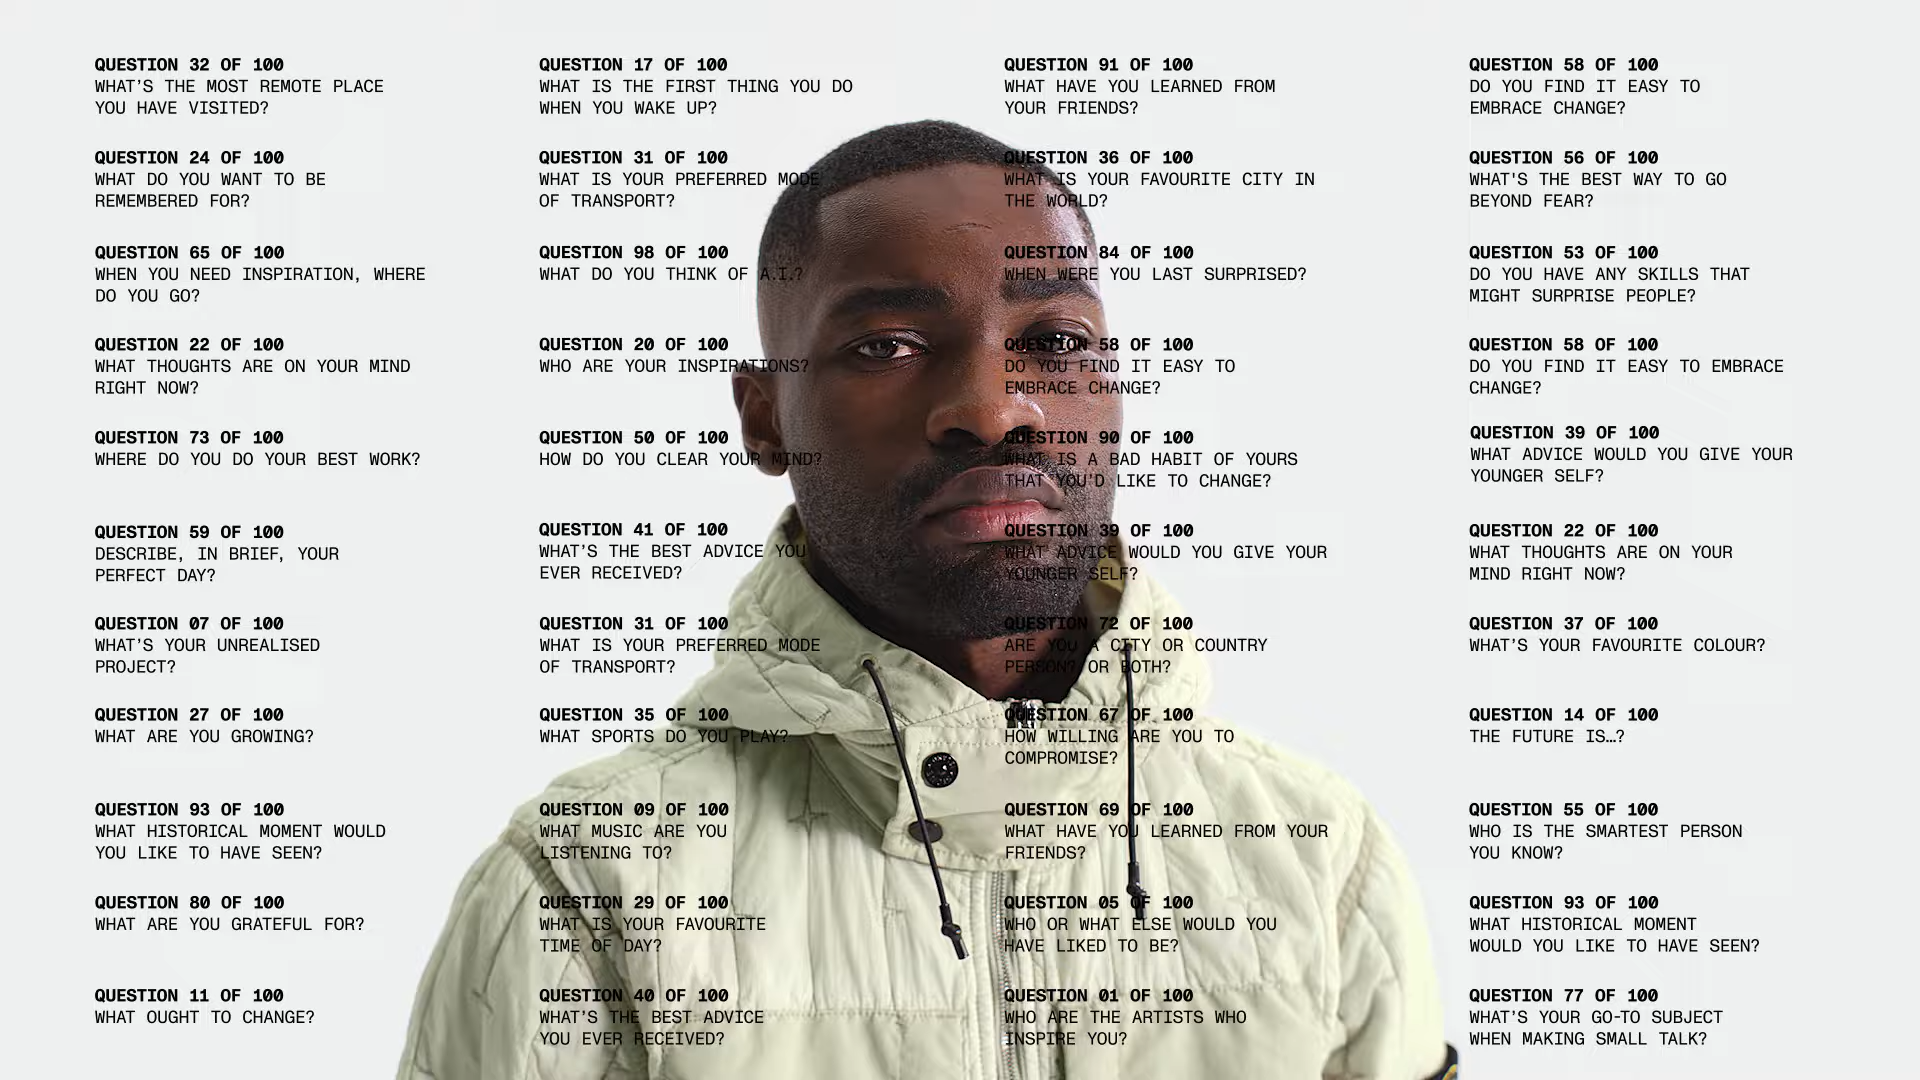 QUESTION 32 OF 100
WHAT'S THE MOST REMOTE PLACE
YOU HAVE VISITED?
QUESTION 24 OF 100
WHAT DO YOU WANT TO BE
REMEMBERED FOR?
QUESTION 65 OF 100
WHEN YOU NEED INSPIRATION, WHERE
DO YOU GO?
QUESTION 22 OF 100
WHAT THOUGHTS ARE ON YOUR MIND
RIGHT NOW?
QUESTION 73 OF 100
WHERE DO YOU DO YOUR BEST WORK?
QUESTION 59 OF 100
DESCRIBE, IN BRIEF, YOUR
PERFECT DAY?
QUESTION 07 OF 100
WHAT'S YOUR UNREALISED
PROJECT?
QUESTION 27 OF 100
WHAT ARE YOU GROWING?
QUESTION 93 OF 100
WHAT HISTORICAL MOMENT WOULD
YOU LIKE TO HAVE SEEN?
QUESTION 80 OF 100
WHAT ARE YOU GRATEFUL FOR?
QUESTION 11 OF 100
WHAT OUGHT TO CHANGE?
QUESTION 17 OF 100
WHAT IS THE FIRST THING YOU DO
WHEN YOU WAKE UP?
QUESTION 31 OF 100
WHAT IS YOUR PREFERRED MODE
OF TRANSPORT?
QUESTION 98 OF 100
WHAT DO YOU THINK OF A.I.?
QUESTION 20 OF 100
WHO ARE YOUR INSPIRATIONS?
QUESTION 50 OF 100
HOW DO YOU CLEAR YOUR MIND?
QUESTION 41 OF 100
WHAT'S THE BEST ADVICE YOU
EVER RECEIVED?
QUESTION 31 OF 100
WHAT IS YOUR PREFERRED MODE
OF TRANSPORT?
QUESTION 35 OF 100
WHAT SPORTS DO YOU PLAY?
QUESTION 09 OF 100
WHAT MUSIC ARE YOU
LISTENING TO?
QUESTION 29 OF 100
WHAT IS YOUR FAVOURITE
TIME OF DAY?
QUESTION 40 OF 100
WHAT'S THE BEST ADVICE
YOU EVER RECEIVED?
QUESTION 91 OF 100
WHAT HAVE YOU LEARNED FROM
YOUR FRIENDS?
QUESTION 36 OF 100
WHAT IS YOUR FAVOURITE CITY IN
THE WORLD?
QUESTION 84 OF 100
WHEN WERE YOU LAST SURPRISED?
QUESTION 58 OF 100
DO YOU FIND IT EASY TO
EMBRACE CHANGE?
QUESTION 90 OF 100
WHAT IS A BAD HABIT OF YOURS
THAT YOU'D LIKE TO CHANGE?
QUESTION 39 OF 100
WHAT ADVICE WOULD YOU GIVE YOUR
YOUNGER SELF?
QUESTION 72 OF 100
ARE YOU A CITY OR COUNTRY
PERSON? OR BOTH?
QUESTION 67 OF 100
HOW WILLING ARE YOU TO
COMPROMISE?
QUESTION 69 OF 100
WHAT HAVE YOU LEARNED FROM YOUR
FRIENDS?
QUESTION 05 OF 100
WHO OR WHAT ELSE WOULD YOU
HAVE LIKED TO BE?
QUESTION 01 OF 100
WHO ARE THE ARTISTS WHO
INSPIRE YOU?
QUESTION 58 OF 100
DO YOU FIND IT EASY TO
EMBRACE CHANGE?
QUESTION 56 OF 100
WHAT'S THE BEST WAY TO GO
BEYOND FEAR?
QUESTION 53 OF 100
DO YOU HAVE ANY SKILLS THAT
MIGHT SURPRISE PEOPLE?
QUESTION 58 OF 100
DO YOU FIND IT EASY TO EMBRACE
CHANGE?
QUESTION 39 OF 100
WHAT ADVICE WOULD YOU GIVE YOUR
YOUNGER SELF?
QUESTION 22 OF 100
WHAT THOUGHTS ARE ON YOUR
MIND RIGHT NOW?
QUESTION 37 OF 100
WHAT'S YOUR FAVOURITE COLOUR?
QUESTION 14 OF 100
THE FUTURE IS…?
QUESTION 55 OF 100
WHO IS THE SMARTEST PERSON
YOU KNOW?
QUESTION 93 OF 100
WHAT HISTORICAL MOMENT
WOULD YOU LIKE TO HAVE SEEN?
QUESTION 77 OF 100
WHAT'S YOUR GO-TO SUBJECT
WHEN MAKING SMALL TALK?